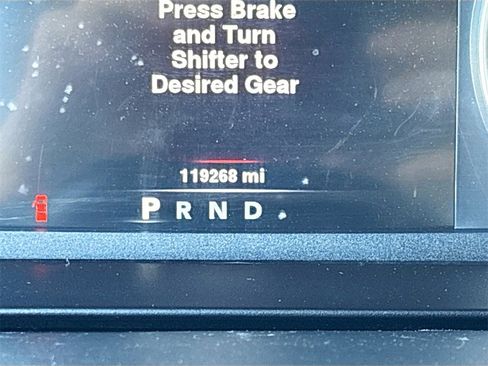 Press Brake
and Turn
Shifter to
Desired Gear
119268 mi
P R N D